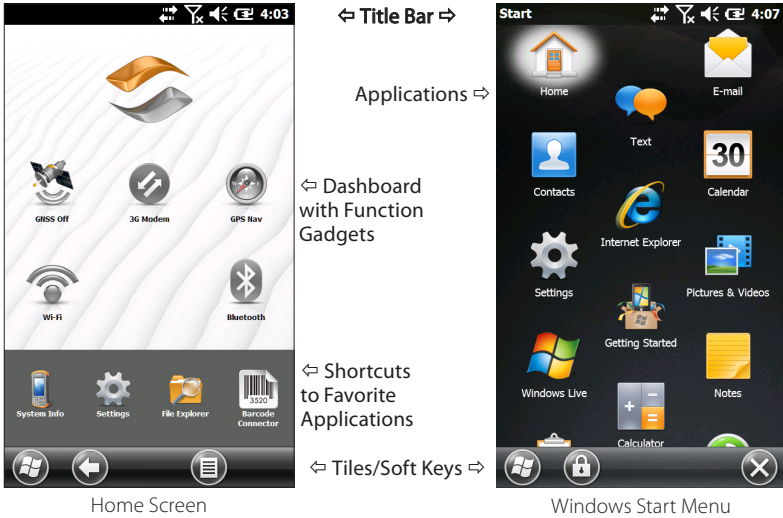 4:03
⇦ Title Bar ⇨
Start
4:07
Applications ⇨
Home
E-mail
Text
30
Contacts
Calendar
GNSS Off
3G Modem
GPS Nav
⇦ Dashboard
with Function
Gadgets
Internet Explorer
Settings
Pictures & Videos
Wi-Fi
Bluetooth
Getting Started
⇦ Shortcuts
to Favorite
Applications
3520
System Info
Settings
File Explorer
Barcode
Connector
Windows Live
Notes
Calculator
⇦ Tiles/Soft Keys ⇨
Home Screen
Windows Start Menu